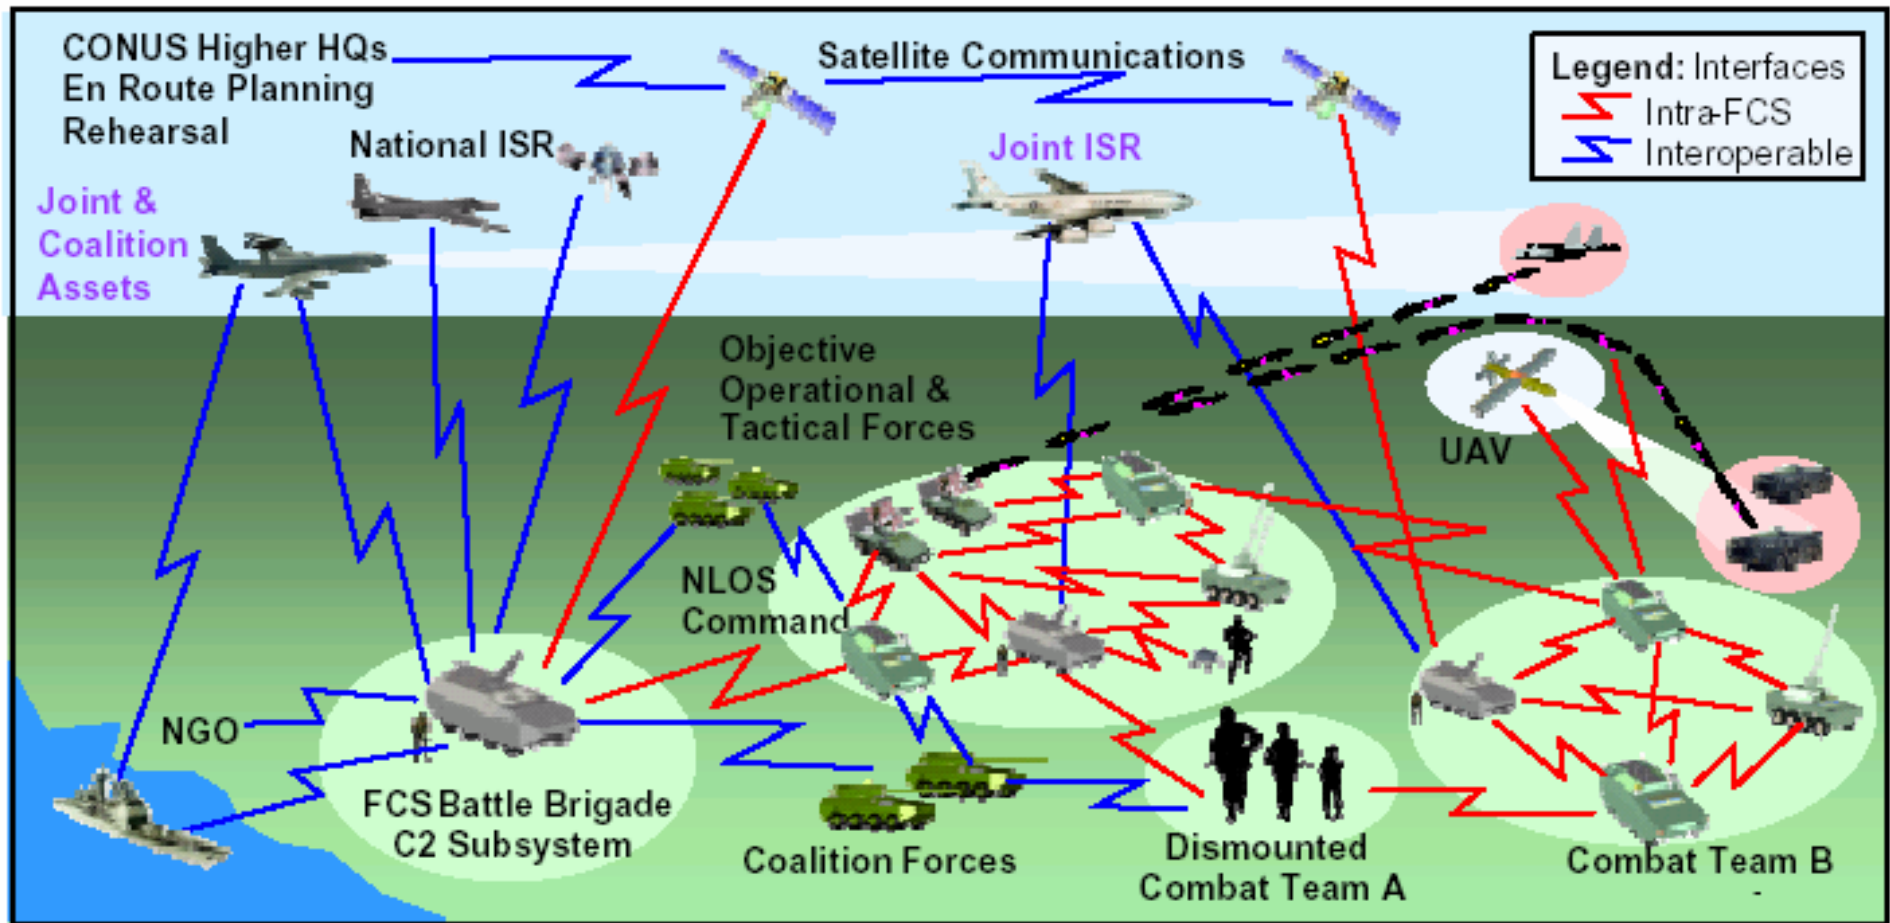 CONUS Higher HQs
En Route Planning
Rehearsal
Satellite Communications
Legend: Interfaces
Intra-FCS
Interoperable
National ISR
Joint ISR
Joint &
Coalition
Assets
Objective
Operational &
Tactical Forces
UAV
NLOS
Command
NGO
FCS Battle Brigade
C2 Subsystem
Coalition Forces
Dismounted
Combat Team A
Combat Team B
-